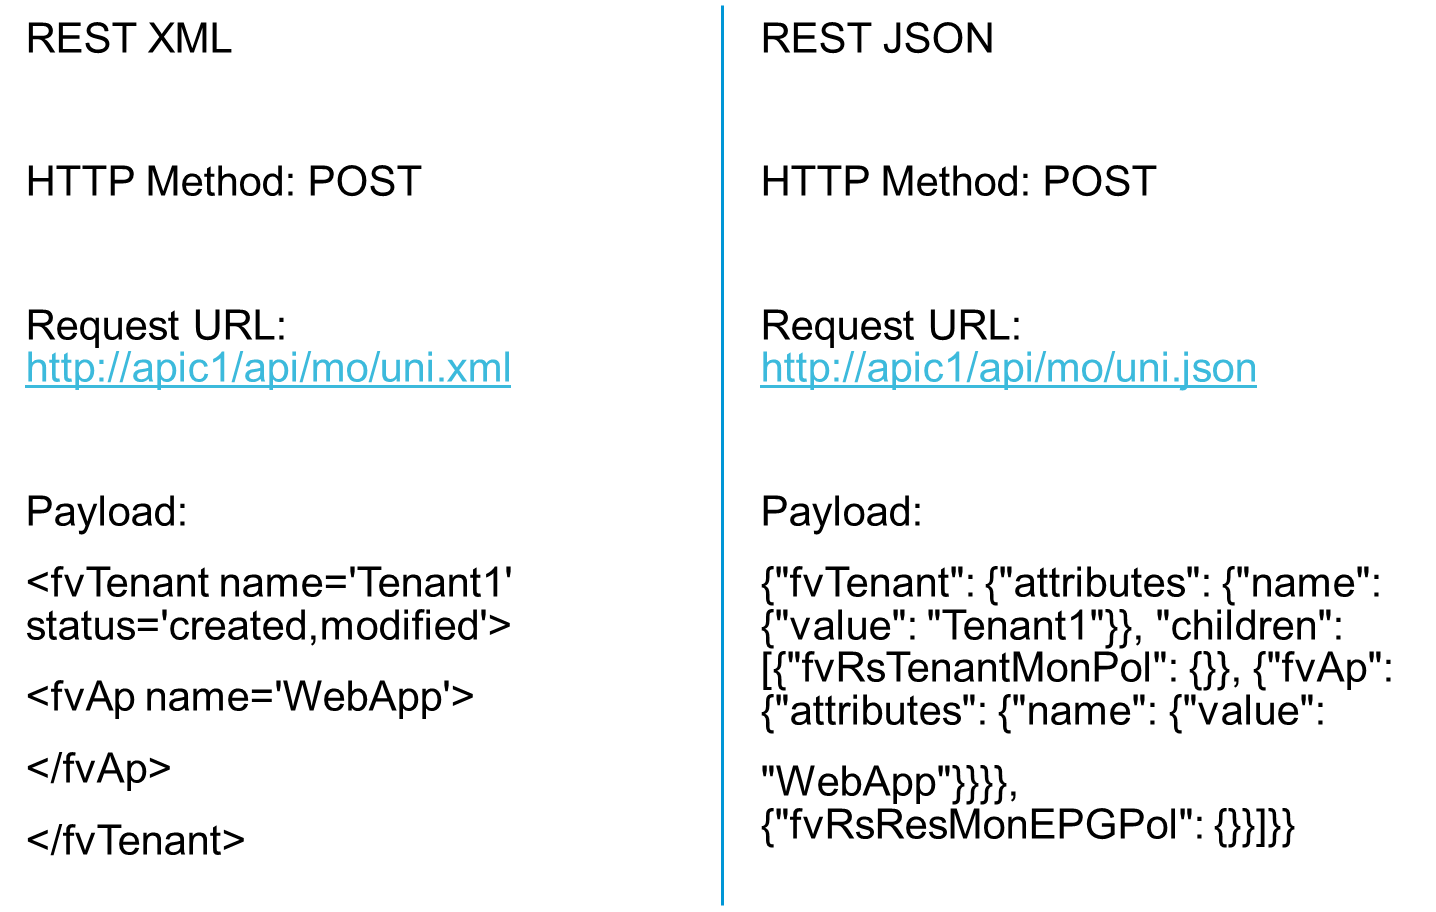 REST XML
HTTP Method: POST
Request URL:
http://apic1/api/mo/uni.xml
Payload:
<fvTenant name='Tenant1'
status='created,modified'>
<fvAp name='WebApp'>
</fvAp>
</fvTenant>
REST JSON
HTTP Method: POST
Request URL:
http://apic1/api/mo/uni.json
Payload:
{"fvTenant": {"attributes": {"name":
{"value": "Tenant1"}}, "children":
[{"fvRsTenantMonPol": {}}, {"fvAp":
{"attributes": {"name": {"value":
"WebApp"}}}},
{"fvRsResMonEPGPol": {}}]}}